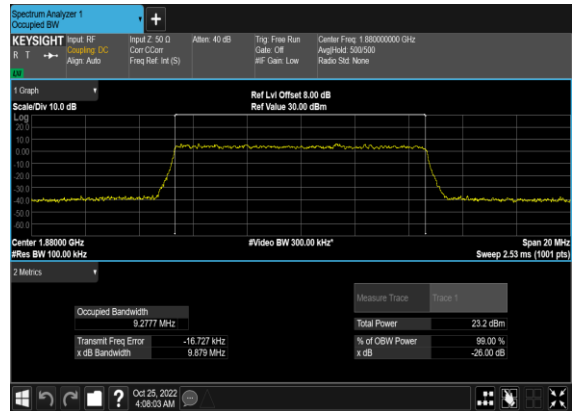 Spectrum Analyzer 1
Occupied BW
+
KEYSIGHT Input: RF Input Z: 50 Ω Atten: 40 dB Trig: Free Run Center Freq: 1.880000000 GHz
R T Coupling: DC Corr CCorr Gate: Off Avg|Hold: 500/500
Align: Auto Freq Ref: Int (S) #IF Gain: Low Radio Std: None
1 Graph
Ref Lvl Offset 8.00 dB
Scale/Div 10.0 dB Ref Value 30.00 dBm
Log
20.0
10.0
0.00
-10.0
-20.0
-30.0
-40.0
-50.0
-60.0
Center 1.88000 GHz #Video BW 300.00 kHz* Span 20 MHz
#Res BW 100.00 kHz Sweep 2.53 ms (1001 pts)
2 Metrics
Measure Trace Trace 1
Occupied Bandwidth
9.2777 MHz Total Power 23.2 dBm
Transmit Freq Error -16.727 kHz % of OBW Power 99.00 %
x dB Bandwidth 9.879 MHz x dB -26.00 dB
? Oct 25, 2022
4:08:03 AM